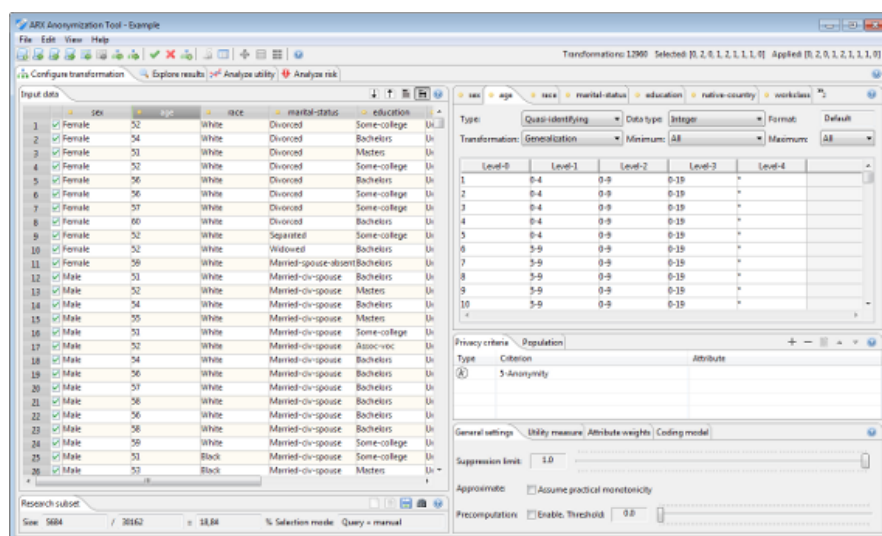 ARX Anonymization Tool - Example
File Edit View Help
Transformations: 12960 Selected: [0, 2, 0, 1, 2, 1, 1, 1, 0] Applied: [0, 2, 0, 1, 2, 1, 1, 1, 0]
Configure transformation Explore results Analyze utility Analyze risk
Input data
sex age race marital-status education
1 Female 52 White Divorced Some-college
2 Female 54 White Divorced Bachelors
3 Female 51 White Divorced Masters
4 Female 52 White Divorced Some-college
5 Female 56 White Divorced Bachelors
6 Female 56 White Divorced Some-college
7 Female 57 White Divorced Some-college
8 Female 60 White Divorced Bachelors
9 Female 52 White Separated Some-college
10 Female 52 White Widowed Bachelors
11 Female 59 White Married-spouse-absent Bachelors
12 Male 51 White Married-civ-spouse Bachelors
13 Male 52 White Married-civ-spouse Masters
14 Male 54 White Married-civ-spouse Bachelors
15 Male 55 White Married-civ-spouse Masters
16 Male 51 White Married-civ-spouse Some-college
17 Male 52 White Married-civ-spouse Assoc-voc
18 Male 54 White Married-civ-spouse Bachelors
19 Male 56 White Married-civ-spouse Bachelors
20 Male 57 White Married-civ-spouse Bachelors
21 Male 58 White Married-civ-spouse Bachelors
22 Male 56 White Married-civ-spouse Bachelors
23 Male 58 White Married-civ-spouse Bachelors
24 Male 59 White Married-civ-spouse Some-college
25 Male 51 Black Married-civ-spouse Some-college
26 Male 53 Black Married-civ-spouse Masters
Research subset
Size: 5684 / 30162 = 18,84 % Selection mode: Query + manual
sex age race marital-status education native-country workclass
Type: Quasi-identifying Data type: Integer Format: Default
Transformation: Generalization Minimum: All Maximum: All
Level-0 Level-1 Level-2 Level-3 Level-4
1 0-4 0-9 0-19 *
2 0-4 0-9 0-19 *
3 0-4 0-9 0-19 *
4 0-4 0-9 0-19 *
5 0-4 0-9 0-19 *
6 5-9 0-9 0-19 *
7 5-9 0-9 0-19 *
8 5-9 0-9 0-19 *
9 5-9 0-9 0-19 *
10 5-9 0-9 0-19 *
Privacy criteria Population
Type Criterion Attribute
5-Anonymity
General settings Utility measure Attribute weights Coding model
Suppression limit: 1.0
Approximate: Assume practical monotonicity
Precomputation: Enable. Threshold: 0.0